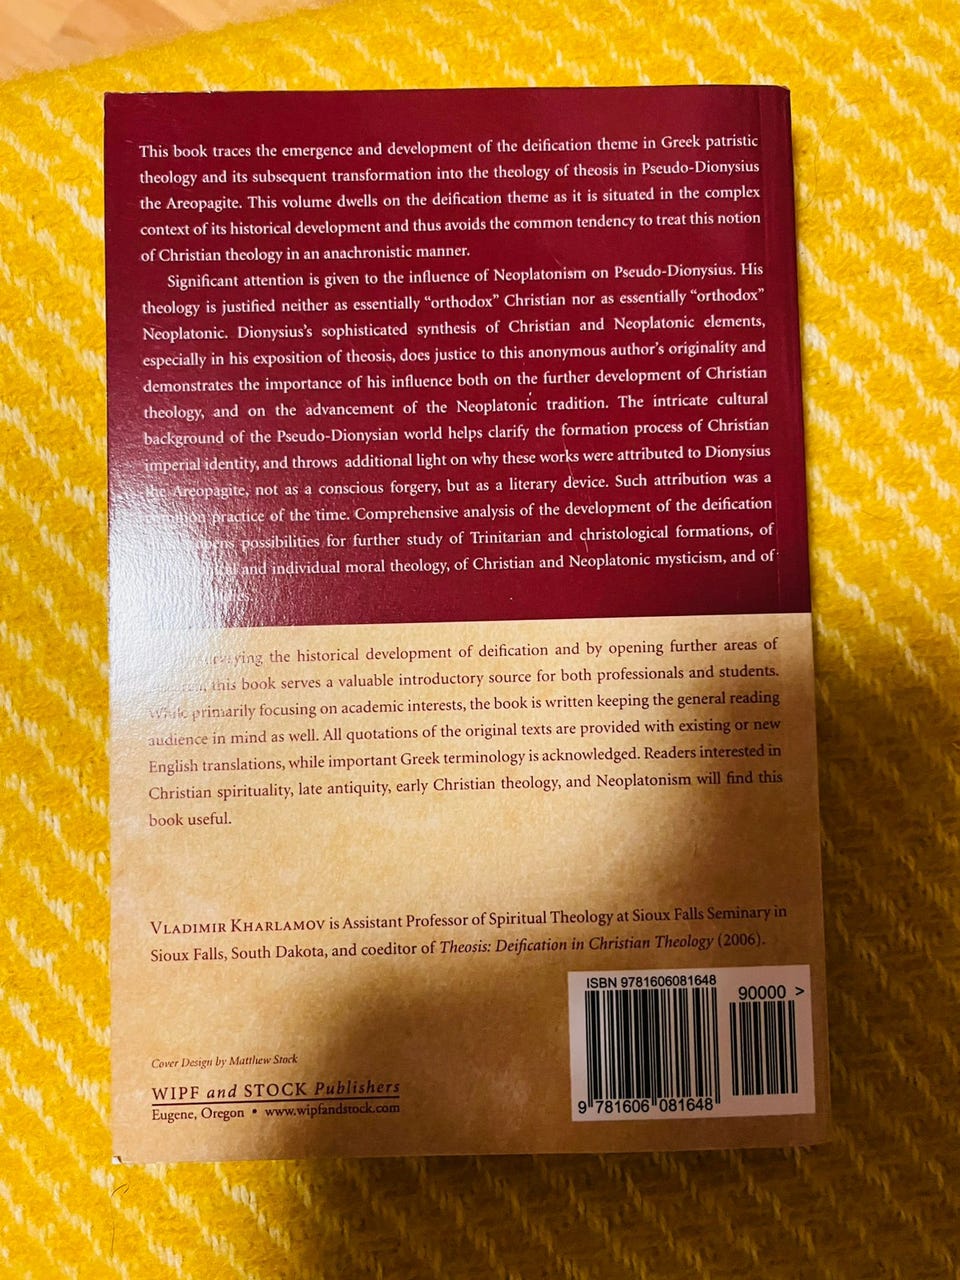 This book traces the emergence and development of the deification theme in Greek patristic
theology and its subsequent transformation into the theology of theosis in Pseudo-Dionysius
the Areopagite. This volume dwells on the deification theme as it is situated in the complex
context of its historical development and thus avoids the common tendency to treat this notion
of Christian theology in an anachronistic manner.
Significant attention is given to the influence of Neoplatonism on Pseudo-Dionysius. His
theology is justified neither as essentially “orthodox” Christian nor as essentially “orthodox”
Neoplatonic. Dionysius’s sophisticated synthesis of Christian and Neoplatonic elements,
especially in his exposition of theosis, does justice to this anonymous author’s originality and
demonstrates the importance of his influence both on the further development of Christian
theology, and on the advancement of the Neoplatonic tradition. The intricate cultural
background of the Pseudo-Dionysian world helps clarify the formation process of Christian
imperial identity, and throws additional light on why these works were attributed to Dionysius
the Areopagite, not as a conscious forgery, but as a literary device. Such attribution was a
common practice of the time. Comprehensive analysis of the development of the deification
opens possibilities for further study of Trinitarian and christological formations, of
and individual moral theology, of Christian and Neoplatonic mysticism, and of
surveying the historical development of deification and by opening further areas of
this book serves a valuable introductory source for both professionals and students.
While primarily focusing on academic interests, the book is written keeping the general reading
audience in mind as well. All quotations of the original texts are provided with existing or new
English translations, while important Greek terminology is acknowledged. Readers interested in
Christian spirituality, late antiquity, early Christian theology, and Neoplatonism will find this
book useful.
VLADIMIR KHARLAMOV is Assistant Professor of Spiritual Theology at Sioux Falls Seminary in
Sioux Falls, South Dakota, and coeditor of Theosis: Deification in Christian Theology (2006).
ISBN 9781606081648
90000 >
9 781606 081648
Cover Design by Matthew Stock
WIPF and STOCK Publishers
Eugene, Oregon • www.wipfandstock.com